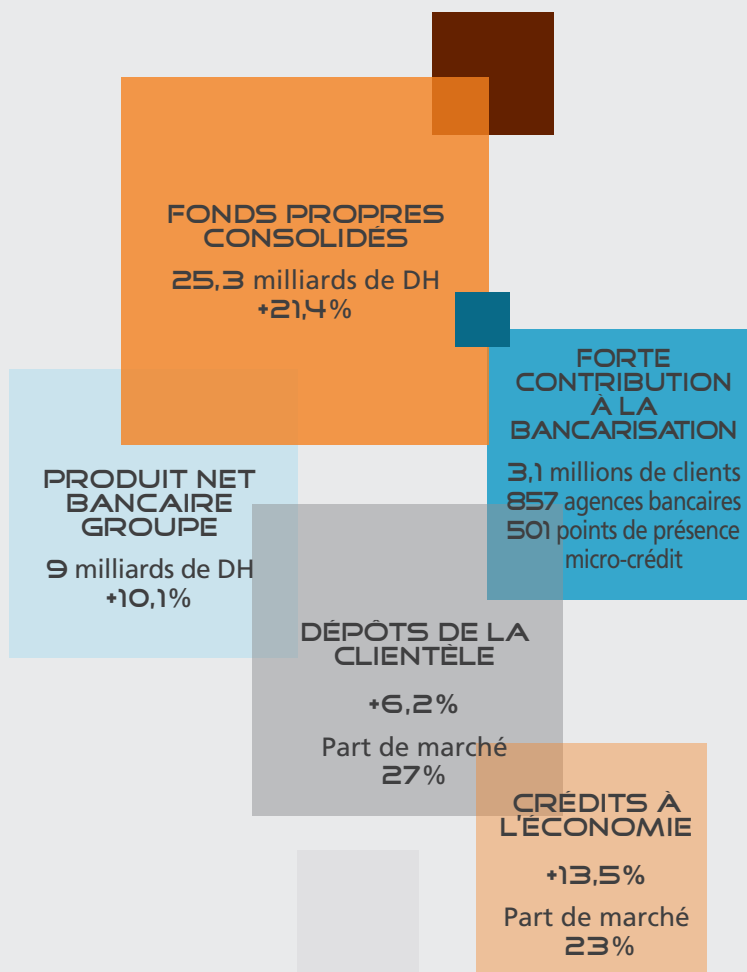 FONDS PROPRES
CONSOLIDÉS
25,3 milliards de DH
+21,4%
FORTE
CONTRIBUTION
À LA
BANCARISATION
3,1 millions de clients
857 agences bancaires
501 points de présence
micro-crédit
PRODUIT NET
BANCAIRE
GROUPE
9 milliards de DH
+10,1%
DÉPÔTS DE LA
CLIENTÈLE
+6,2%
Part de marché
27%
CRÉDITS À
L'ÉCONOMIE
+13,5%
Part de marché
23%